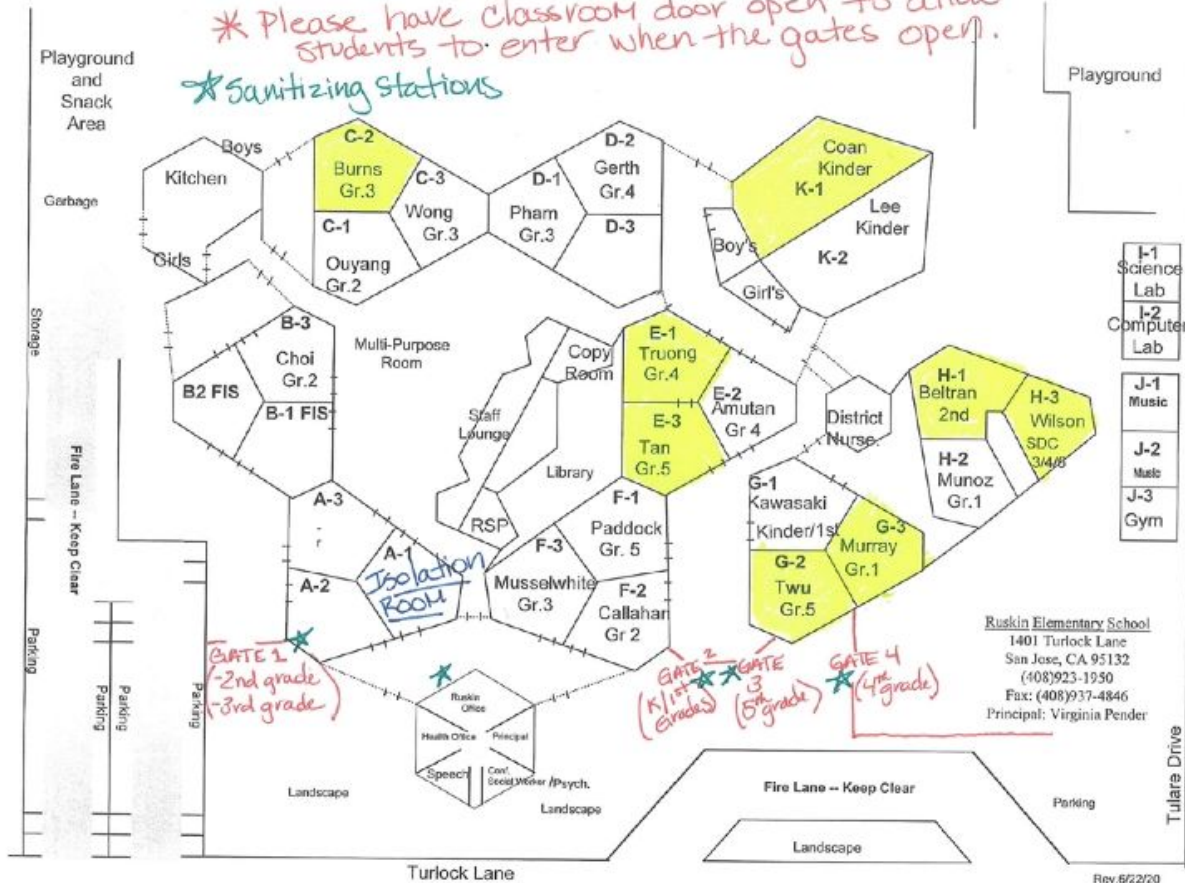 * Please have classroom door open to allow
students to enter when the gates open.
*Sanitizing stations
Playground
and
Snack
Area
Playground
Boys
Kitchen
Garbage
Girls
C-2
Burns
Gr.3
C-3
Wong
Gr.3
C-1
Ouyang
Gr.2
D-2
Gerth
Gr.4
D-1
Pham
Gr.3
D-3
Coan
Kinder
K-1
Lee
Kinder
K-2
Boy's
Girl's
I-1
Science
Lab
I-2
Computer
Lab
J-1
Music
J-2
Music
J-3
Gym
Storage
B-3
Choi
Gr.2
B2 FIS
B-1 FIS
Multi-Purpose
Room
Copy
Room
Staff
Lounge
Library
RSP
E-1
Truong
Gr.4
E-2
Amutan
Gr 4
E-3
Tan
Gr.5
District
Nurse.
H-1
Beltran
2nd
H-3
Wilson
SDC
3/4/5
H-2
Munoz
Gr.1
Fire Lane -- Keep Clear
A-3
r
A-1
Isolation
ROOM
A-2
F-1
Paddock
Gr. 5
F-3
Musselwhite
Gr.3
F-2
Callahan
Gr 2
G-1
Kawasaki
Kinder/1st
G-3
Murray
Gr.1
G-2
Twu
Gr.5
GATE 1
-2nd grade
-3rd grade
GATE 2
(K/1st
Grades)
GATE
3
(5th grade)
GATE 4
(4th grade)
Ruskin Elementary School
1401 Turlock Lane
San Jose, CA 95132
(408)923-1950
Fax: (408)937-4846
Principal: Virginia Pender
Ruskin
Office
Health Office
Principal
Speech
Conf.
Social Worker /Psych.
Parking
Parking
Parking
Parking
Landscape
Landscape
Fire Lane -- Keep Clear
Landscape
Parking
Tulare Drive
Turlock Lane
Rev.6/22/20